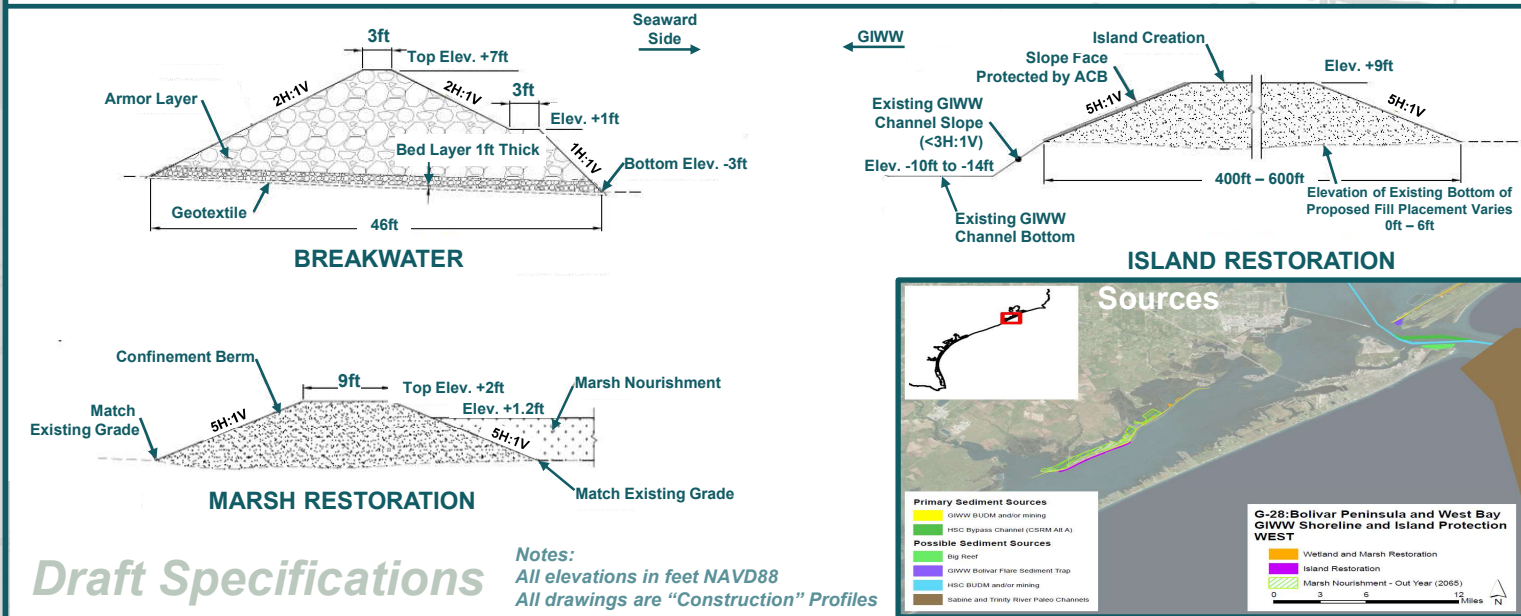 3ft
Top Elev. +7ft
Seaward
Side
2H:1V
2H:1V
3ft
Armor Layer
Elev. +1ft
Bed Layer 1ft Thick
1H:1V
Bottom Elev. -3ft
Geotextile
46ft
BREAKWATER
GIWW
Island Creation
Slope Face
Protected by ACB
Elev. +9ft
Existing GIWW
Channel Slope
(<3H:1V)
5H:1V
5H:1V
Elev. -10ft to -14ft
400ft – 600ft
Existing GIWW
Channel Bottom
Elevation of Existing Bottom of
Proposed Fill Placement Varies
0ft – 6ft
ISLAND RESTORATION
Confinement Berm
9ft
Top Elev. +2ft
Marsh Nourishment
Elev. +1.2ft
Match
Existing Grade
5H:1V
5H:1V
Match Existing Grade
MARSH RESTORATION
Sources
Primary Sediment Sources
GIWW BUDM and/or mining
HSC Bypass Channel (CSRM Alt A)
Possible Sediment Sources
Big Reef
GIWW Bolivar Flare Sediment Trap
HSC BUDM and/or mining
Sabine and Trinity River Paleo Channels
G-28:Bolivar Peninsula and West Bay
GIWW Shoreline and Island Protection
WEST
Wetland and Marsh Restoration
Island Restoration
Marsh Nourishment - Out Year (2065)
0 3 6 12
Miles
N
Draft Specifications
Notes:
All elevations in feet NAVD88
All drawings are “Construction” Profiles